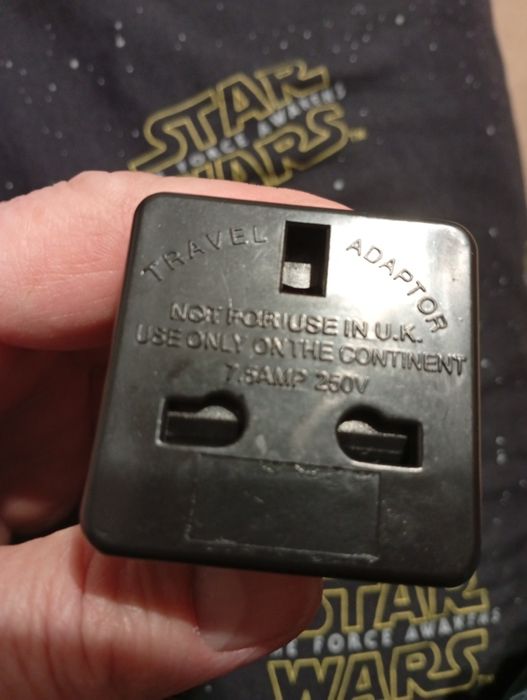 STAR
THE FORCE AWAKENS
WARS™
TRAVEL ADAPTOR
NOT FOR USE IN U.K.
USE ONLY ON THE CONTINENT
7.5AMP 250V
STAR
THE FORCE AWAKENS
WARS